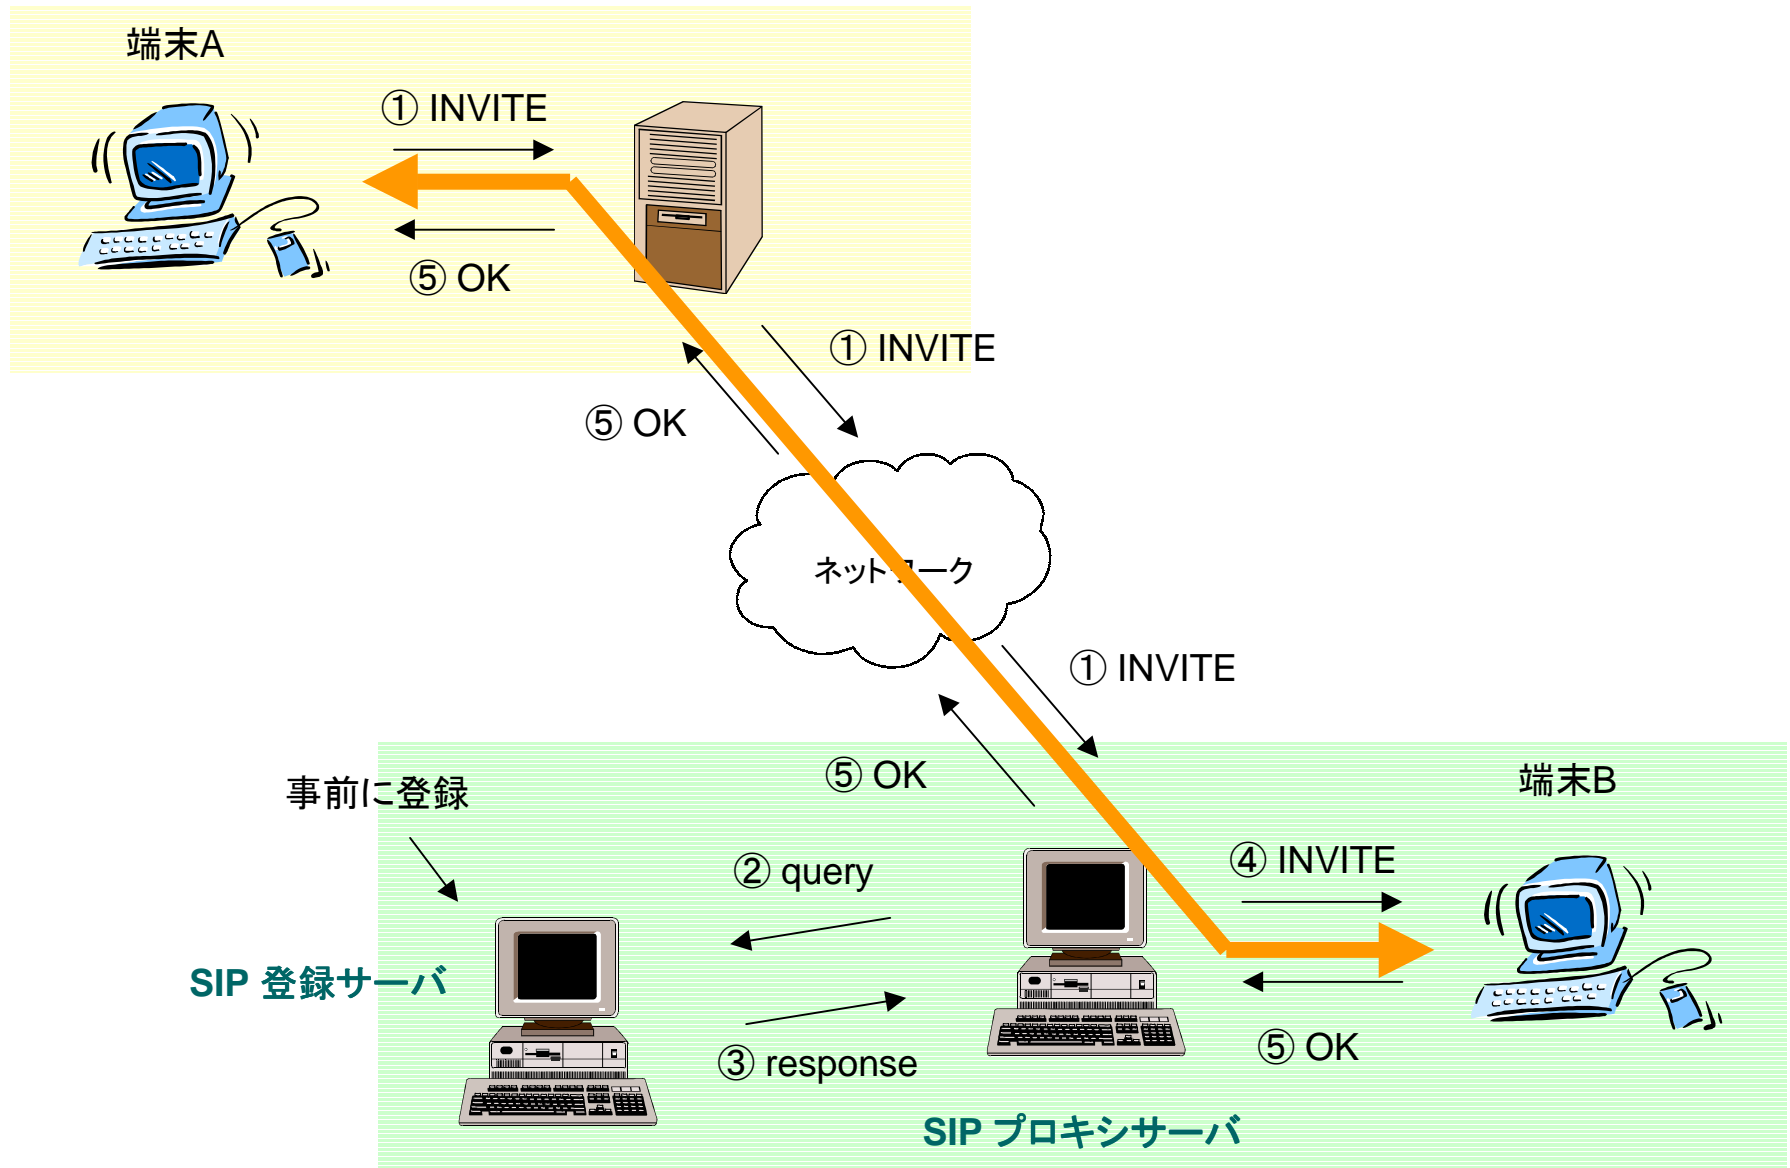 端末A
① INVITE
⑤ OK
① INVITE
⑤ OK
ネットワーク
① INVITE
⑤ OK
端末B
事前に登録
② query
④ INVITE
SIP 登録サーバ
③ response
⑤ OK
SIP プロキシサーバ